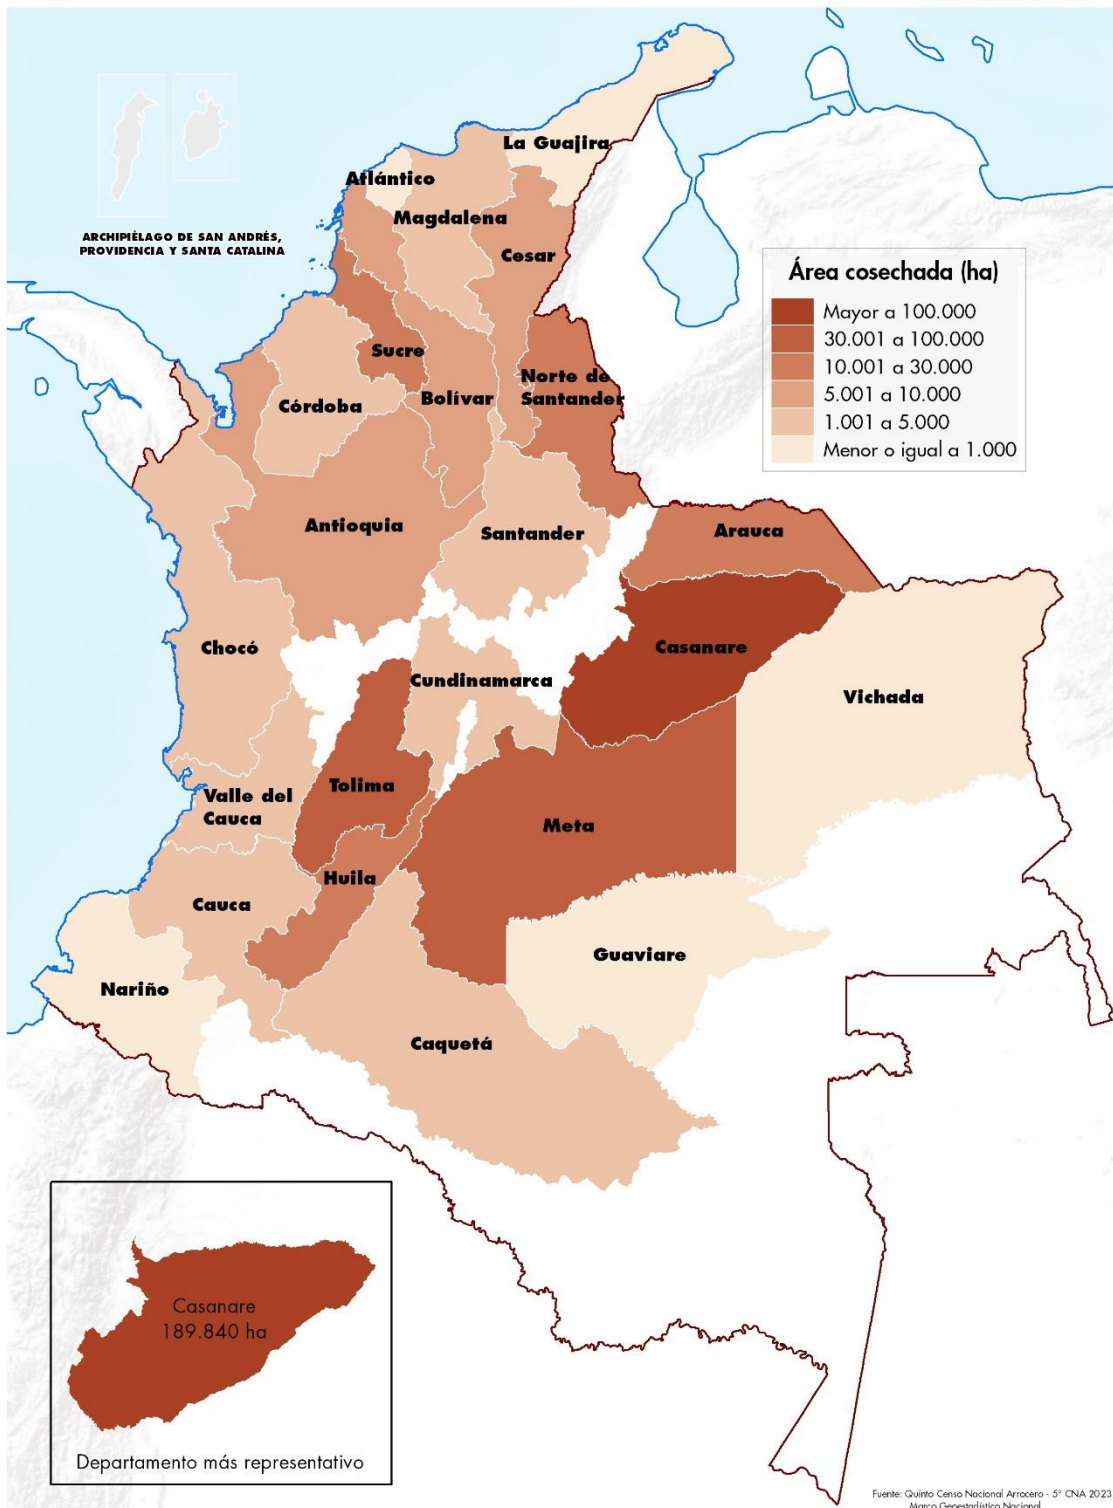 La Guajira
Atlántico
Magdalena
Cesar
ARCHIPIÉLAGO DE SAN ANDRÉS,
PROVIDENCIA Y SANTA CATALINA
Área cosechada (ha)
Mayor a 100.000
30.001 a 100.000
10.001 a 30.000
5.001 a 10.000
1.001 a 5.000
Menor o igual a 1.000
Sucre
Norte de
Santander
Córdoba
Bolívar
Antioquia
Santander
Arauca
Chocó
Casanare
Cundinamarca
Vichada
Tolima
Valle del
Cauca
Meta
Huila
Cauca
Guaviare
Nariño
Caquetá
Casanare
189.840 ha
Departamento más representativo
Fuente: Quinto Censo Nacional Arrocero - 5° CNA 2023
Marco Geoestadístico Nacional